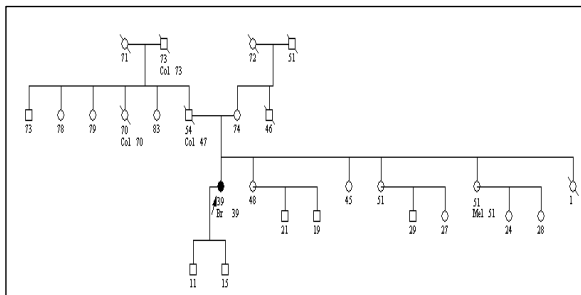 71 73 72 51
Col 73
73 78 79 70 83 54 74 46
Col 70 Col 47
39 48 45 51 51 1
Br 39 Mel 51
21 19 29 27 24 28
11 15